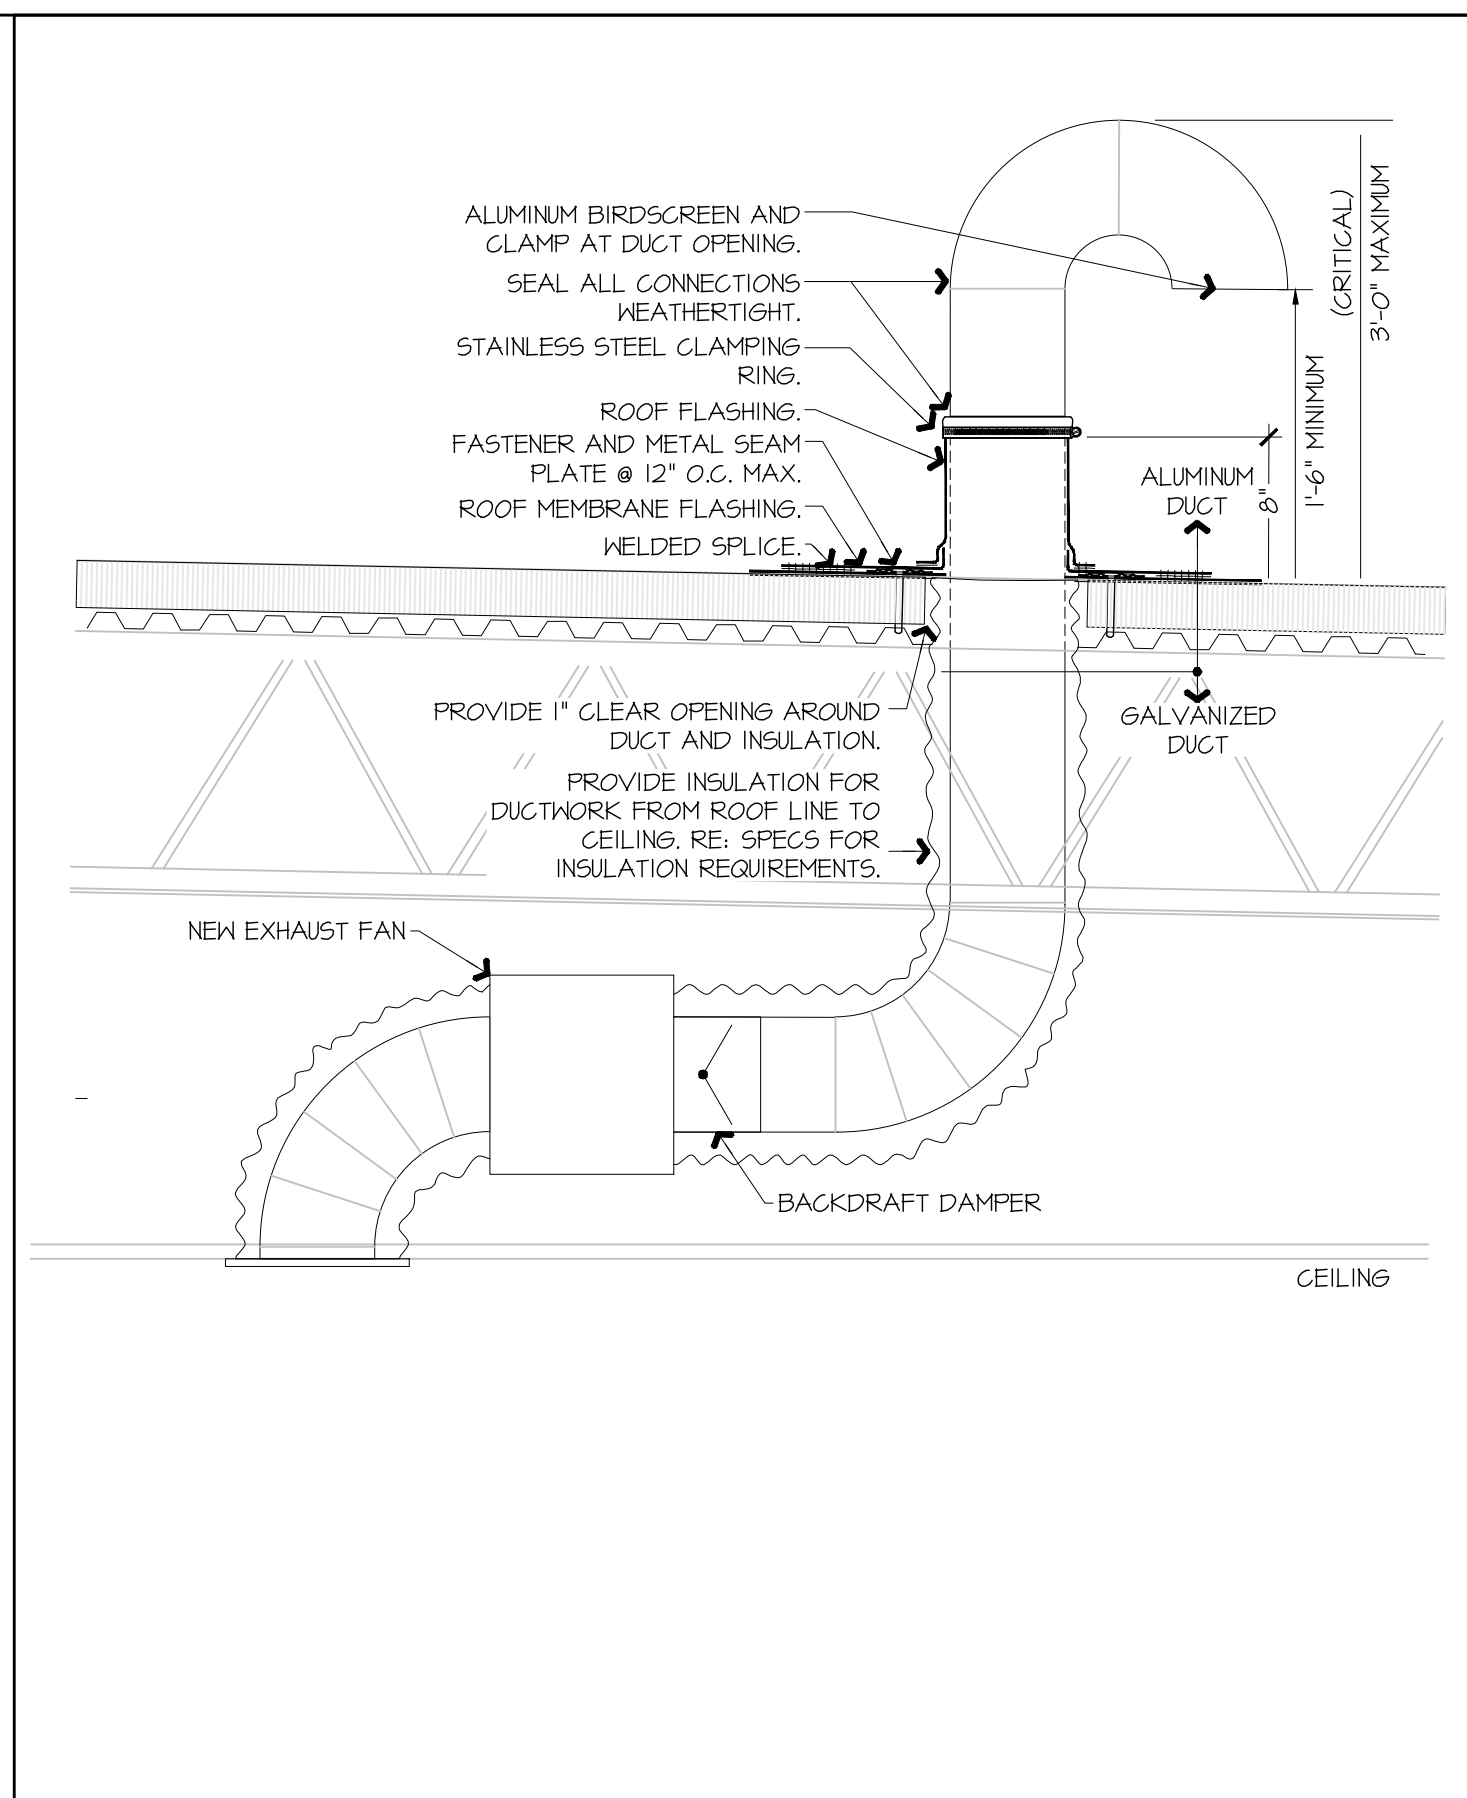 ALUMINUM BIRDSCREEN AND
CLAMP AT DUCT OPENING.
SEAL ALL CONNECTIONS
WEATHERTIGHT.
STAINLESS STEEL CLAMPING
RING.
ROOF FLASHING.
FASTENER AND METAL SEAM
PLATE @ 12" O.C. MAX.
ROOF MEMBRANE FLASHING.
WELDED SPLICE.
(CRITICAL)
3'-0" MAXIMUM
1'-6" MINIMUM
8"
ALUMINUM
DUCT
GALVANIZED
DUCT
PROVIDE 1" CLEAR OPENING AROUND
DUCT AND INSULATION.
PROVIDE INSULATION FOR
DUCTWORK FROM ROOF LINE TO
CEILING. RE: SPECS FOR
INSULATION REQUIREMENTS.
NEW EXHAUST FAN
BACKDRAFT DAMPER
CEILING